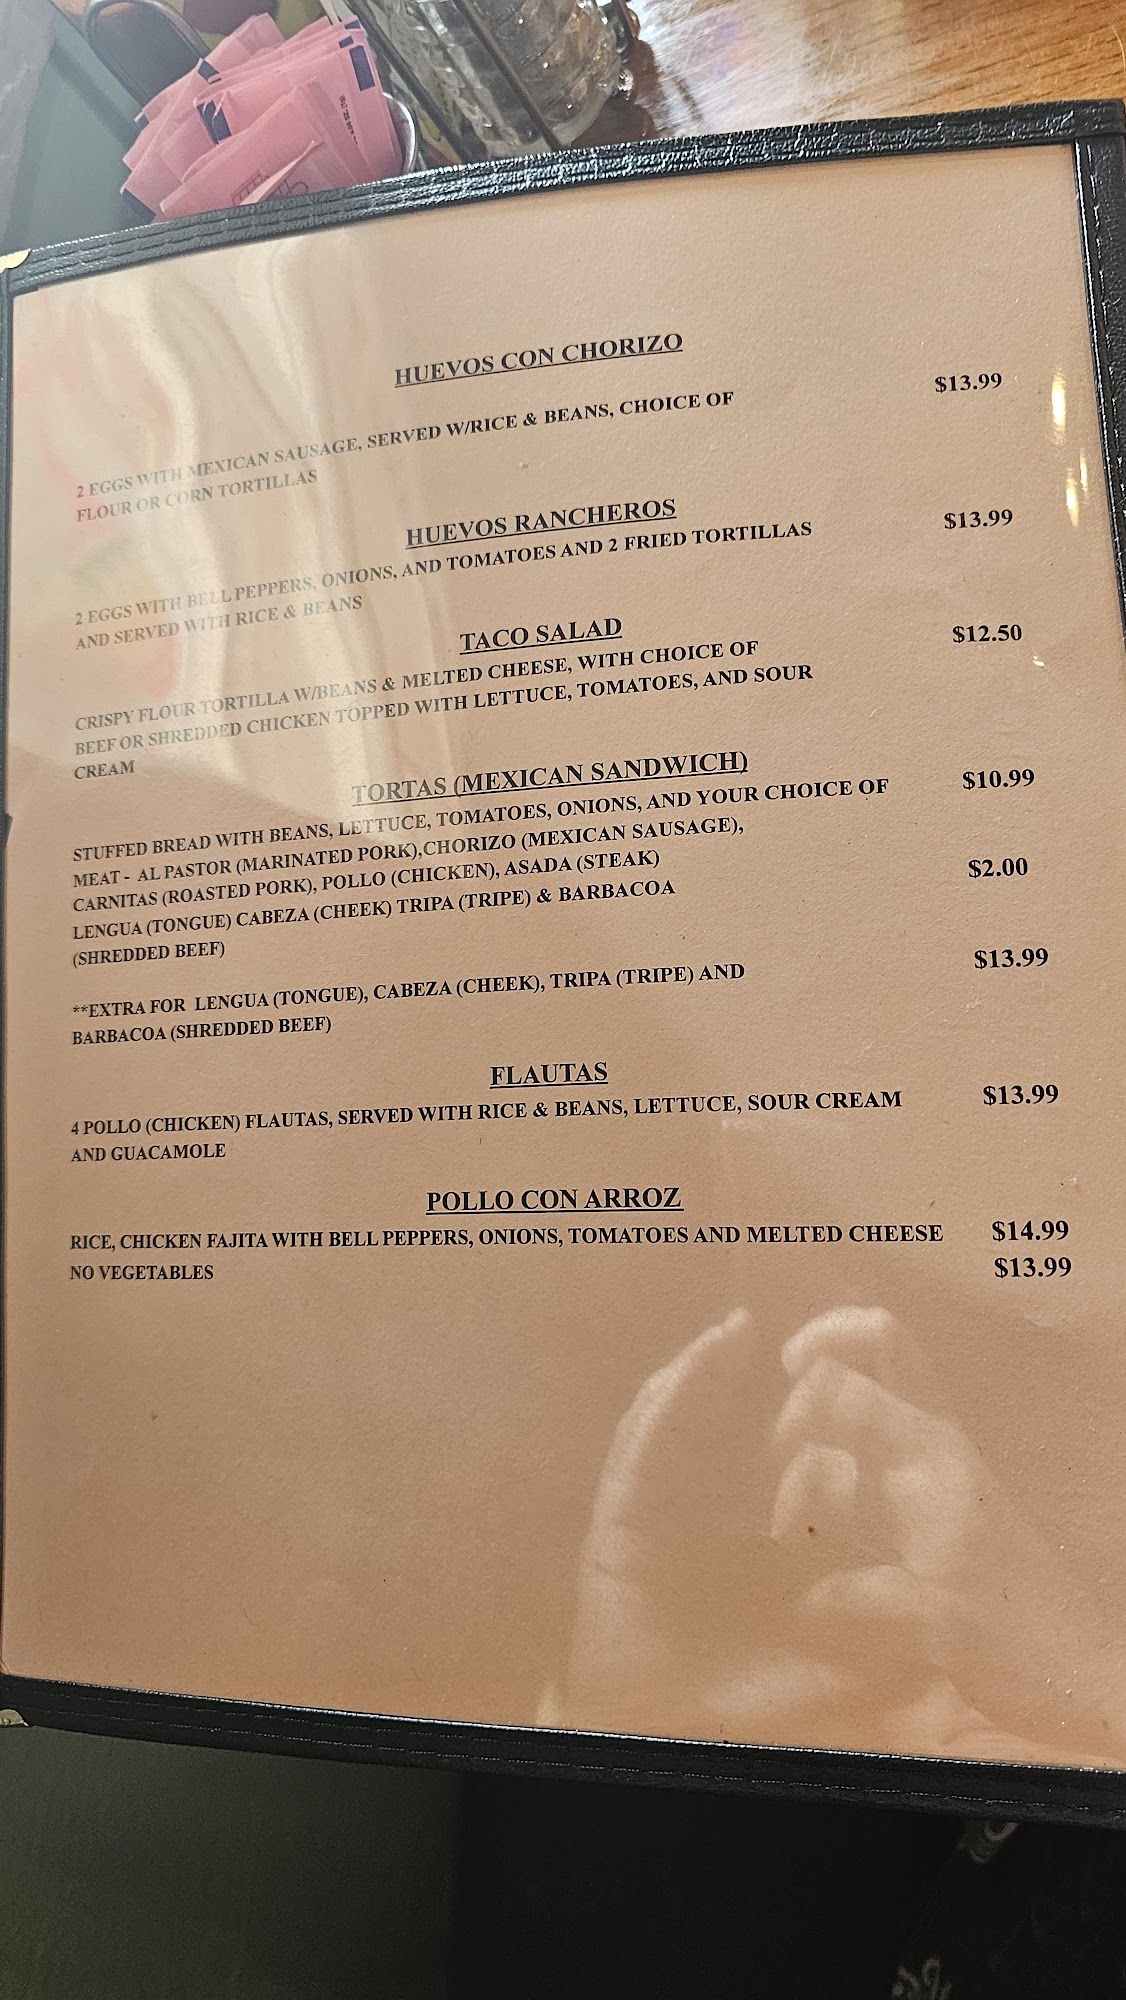 HUEVOS CON CHORIZO
$13.99
2 EGGS WITH MEXICAN SAUSAGE, SERVED W/RICE & BEANS, CHOICE OF
FLOUR OR CORN TORTILLAS
HUEVOS RANCHEROS
$13.99
2 EGGS WITH BELL PEPPERS, ONIONS, AND TOMATOES AND 2 FRIED TORTILLAS
AND SERVED WITH RICE & BEANS
TACO SALAD
$12.50
CRISPY FLOUR TORTILLA W/BEANS & MELTED CHEESE, WITH CHOICE OF
BEEF OR SHREDDED CHICKEN TOPPED WITH LETTUCE, TOMATOES, AND SOUR
CREAM
TORTAS (MEXICAN SANDWICH)
STUFFED BREAD WITH BEANS, LETTUCE, TOMATOES, ONIONS, AND YOUR CHOICE OF $10.99
MEAT - AL PASTOR (MARINATED PORK),CHORIZO (MEXICAN SAUSAGE),
CARNITAS (ROASTED PORK), POLLO (CHICKEN), ASADA (STEAK)
LENGUA (TONGUE) CABEZA (CHEEK) TRIPA (TRIPE) & BARBACOA $2.00
(SHREDDED BEEF)
**EXTRA FOR LENGUA (TONGUE), CABEZA (CHEEK), TRIPA (TRIPE) AND $13.99
BARBACOA (SHREDDED BEEF)
FLAUTAS
4 POLLO (CHICKEN) FLAUTAS, SERVED WITH RICE & BEANS, LETTUCE, SOUR CREAM $13.99
AND GUACAMOLE
POLLO CON ARROZ
RICE, CHICKEN FAJITA WITH BELL PEPPERS, ONIONS, TOMATOES AND MELTED CHEESE $14.99
NO VEGETABLES $13.99